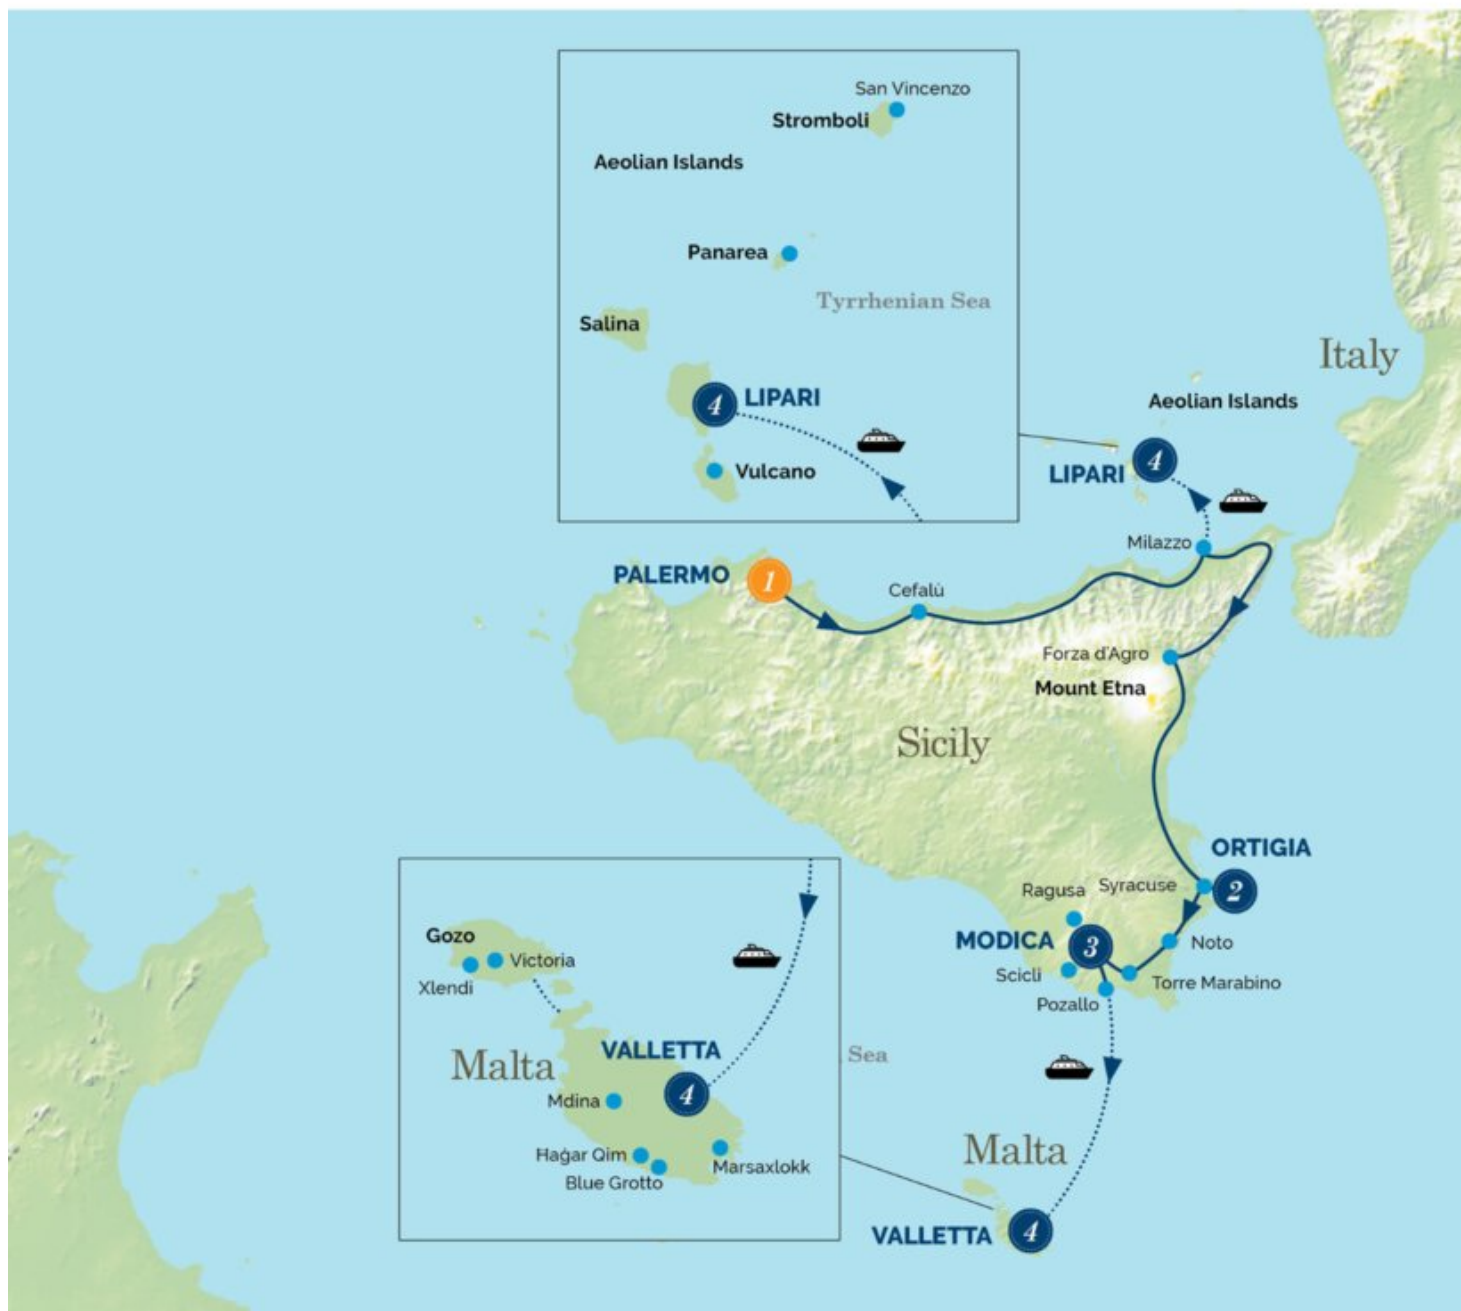 San Vincenzo
Stromboli
Aeolian Islands
Panarea
Tyrrhenian Sea
Salina
4 LIPARI
Vulcano
Italy
Aeolian Islands
LIPARI 4
Milazzo
PALERMO 1
Cefalù
Forza d'Agro
Mount Etna
Sicily
ORTIGIA
2
Syracuse
Ragusa
MODICA 3
Noto
Scicli
Torre Marabino
Pozallo
Gozo
Victoria
Xlendi
Malta
VALLETTA
4
Mdina
Haġar Qim
Blue Grotto
Marsaxlokk
Sea
Malta
VALLETTA 4